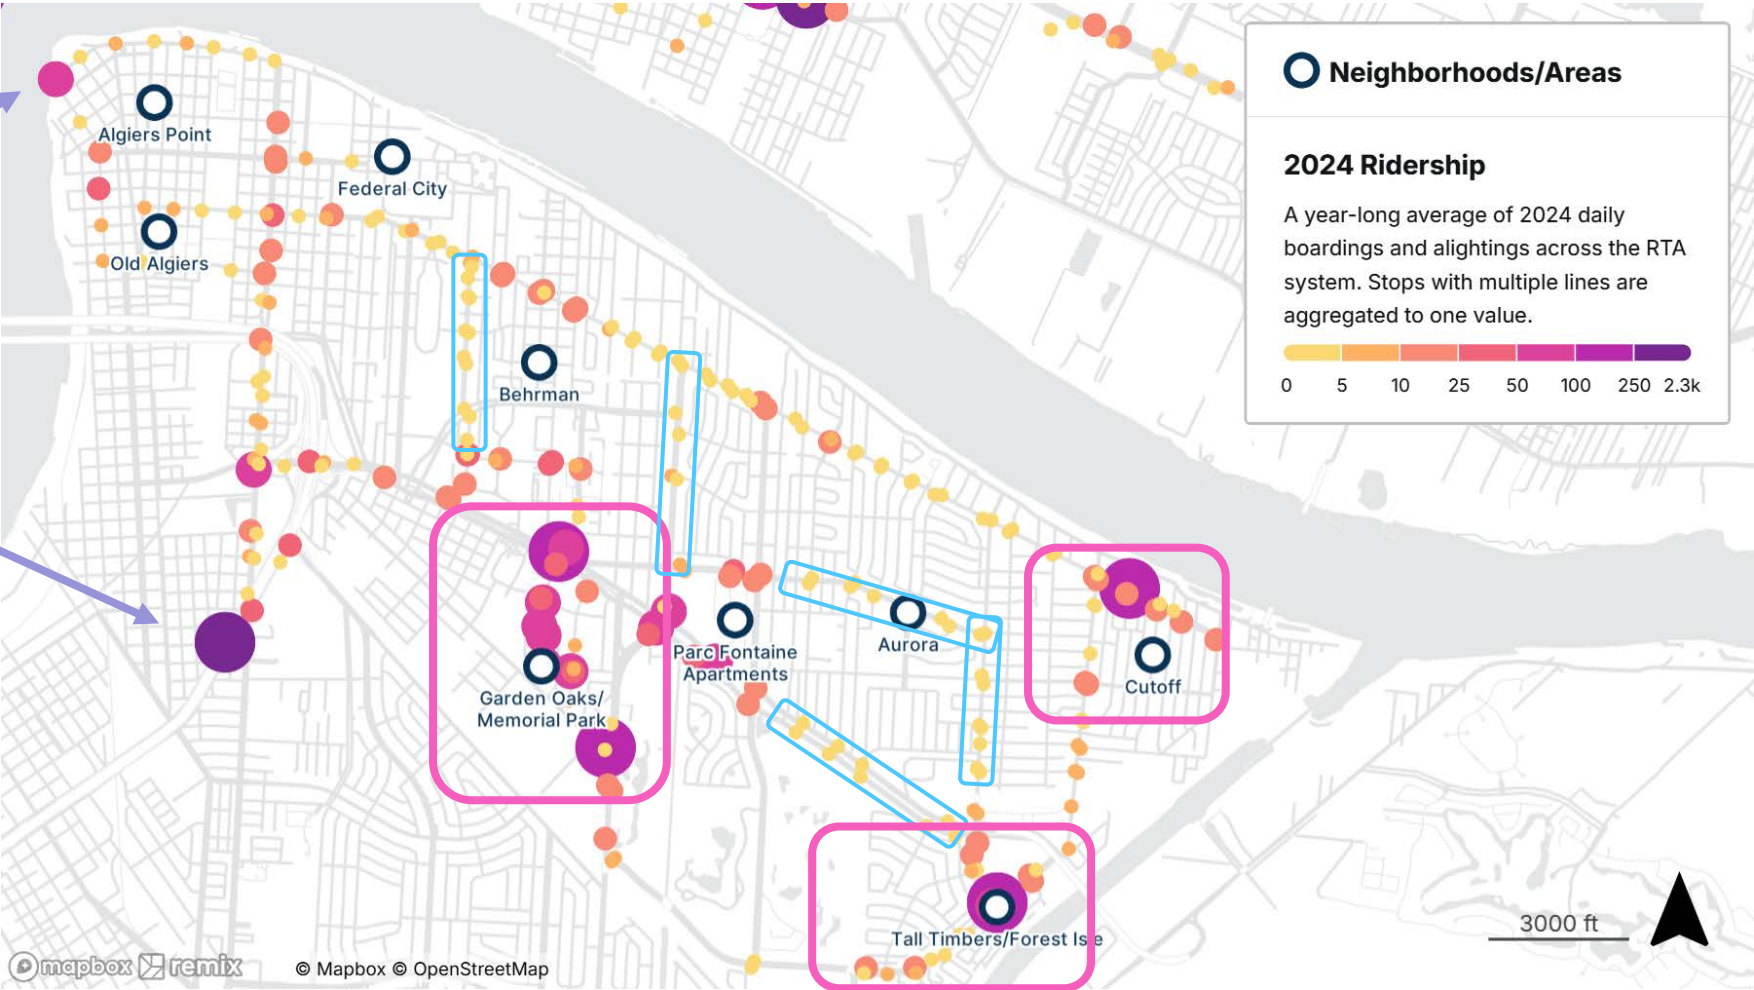 Neighborhoods/Areas
2024 Ridership
A year-long average of 2024 daily
boardings and alightings across the RTA
system. Stops with multiple lines are
aggregated to one value.
0 5 10 25 50 100 250 2.3k
Algiers Point
Federal City
Old Algiers
Behrman
Parc Fontaine
Apartments
Aurora
Cutoff
Garden Oaks/
Memorial Park
Tall Timbers/Forest Isle
3000 ft
mapbox remix © Mapbox © OpenStreetMap